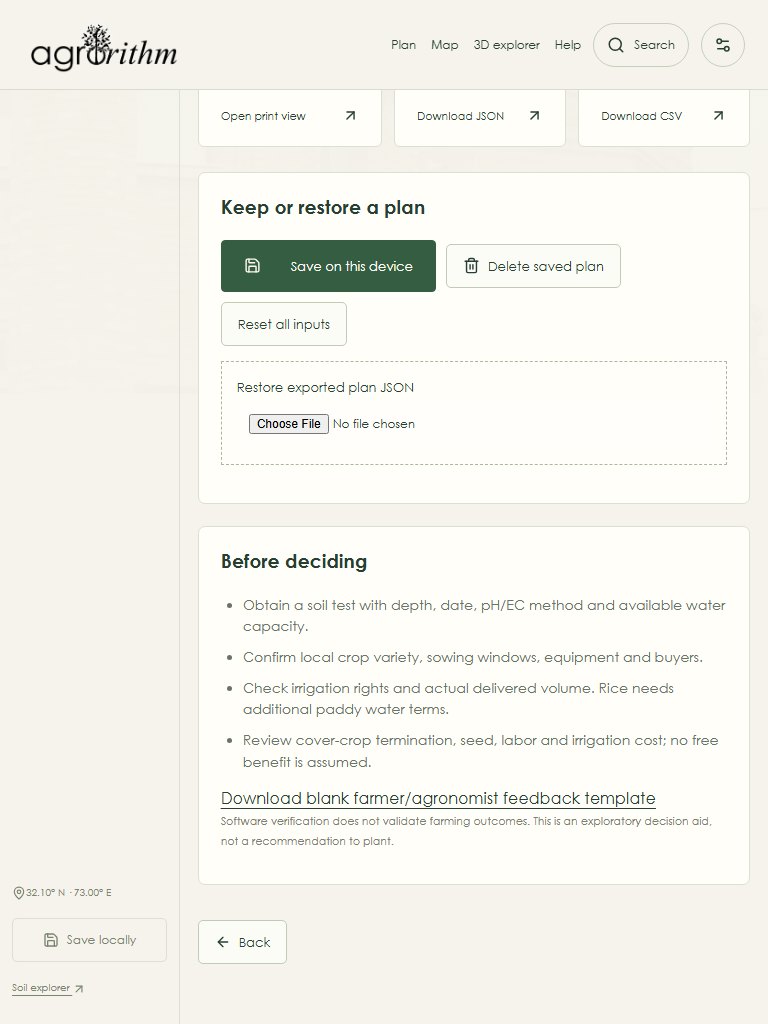 agrorithm
Plan
Map
3D explorer
Help
Search
Open print view
Download JSON
Download CSV
Keep or restore a plan
Save on this device
Delete saved plan
Reset all inputs
Restore exported plan JSON
Choose File No file chosen
Before deciding
• Obtain a soil test with depth, date, pH/EC method and available water
capacity.
• Confirm local crop variety, sowing windows, equipment and buyers.
• Check irrigation rights and actual delivered volume. Rice needs
additional paddy water terms.
• Review cover-crop termination, seed, labor and irrigation cost; no free
benefit is assumed.
Download blank farmer/agronomist feedback template
Software verification does not validate farming outcomes. This is an exploratory decision aid,
not a recommendation to plant.
32.10° N · 73.00° E
Save locally
Soil explorer
Back